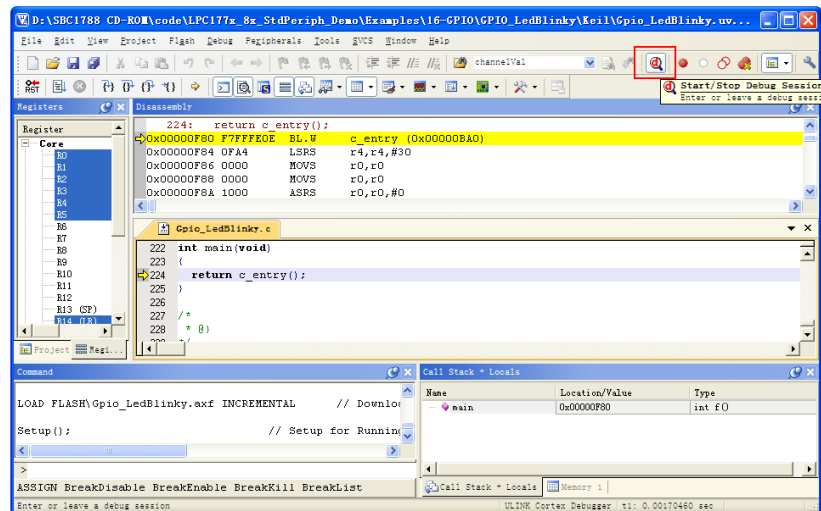 D:\SBC1788 CD-ROM\code\LPC177x_8x_StdPeriph_Demo\Examples\16-GPIO\GPIO_LedBlinky\Keil\Gpio_LedBlinky.uv...
File Edit View Project Flash Debug Peripherals Tools SVCS Window Help
channelVal
RST
Start/Stop Debug Session
Enter or leave a debug sessi
Registers
Register
Core
R0
R1
R2
R3
R4
R5
R6
R7
R8
R9
R10
R11
R12
R13 (SP)
R14 (LR)
Project Regi...
Disassembly
224: return c_entry();
0x00000F80 F7FFFE0E BL.W c_entry (0x00000BA0)
0x00000F84 0FA4 LSRS r4,r4,#30
0x00000F86 0000 MOVS r0,r0
0x00000F88 0000 MOVS r0,r0
0x00000F8A 1000 ASRS r0,r0,#0
Gpio_LedBlinky.c
222 int main(void)
223 {
224 return c_entry();
225 }
226
227 /*
228 * @}
Command
LOAD FLASH\Gpio_LedBlinky.axf INCREMENTAL // Downlo
Setup(); // Setup for Running
>
ASSIGN BreakDisable BreakEnable BreakKill BreakList
Call Stack + Locals
Name Location/Value Type
main 0x00000F80 int f()
Call Stack + Locals Memory 1
Enter or leave a debug session ULINK Cortex Debugger t1: 0.00170460 sec